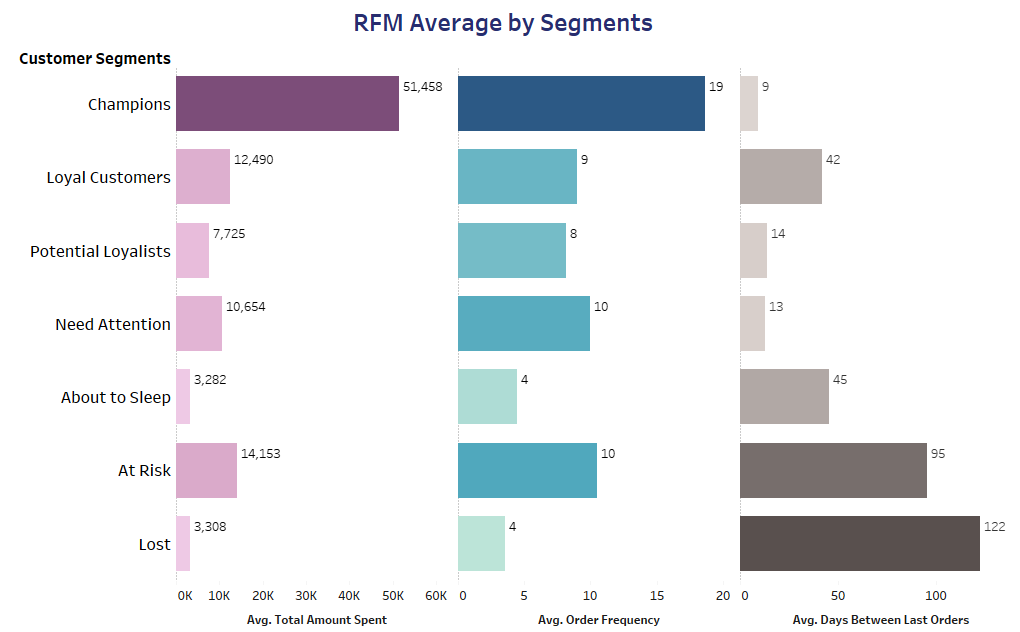 RFM Average by Segments
Customer Segments
Champions 51,458 19 9
Loyal Customers 12,490 9 42
Potential Loyalists 7,725 8 14
Need Attention 10,654 10 13
About to Sleep 3,282 4 45
At Risk 14,153 10 95
Lost 3,308 4 122
0K 10K 20K 30K 40K 50K 60K 0 5 10 15 20 0 50 100
Avg. Total Amount Spent Avg. Order Frequency Avg. Days Between Last Orders